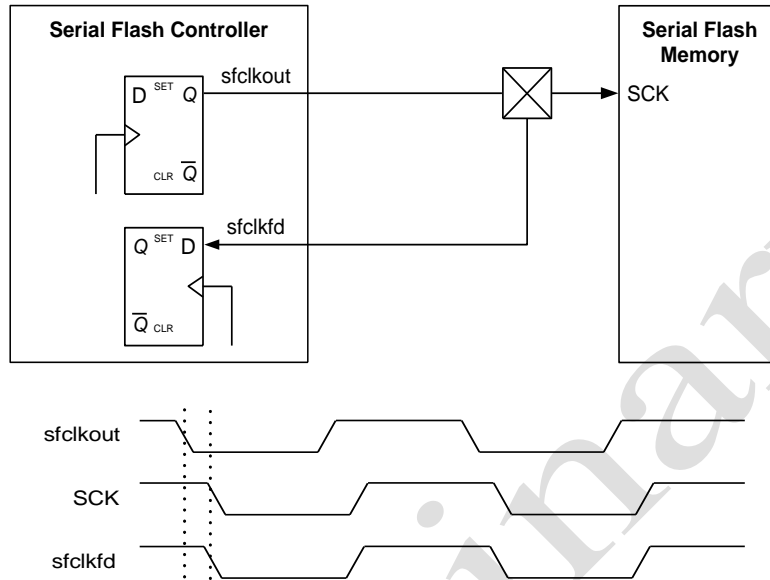 Serial Flash Controller
Serial Flash
Memory
D SET Q
sfclkout
SCK
CLR Q
sfclkfd
Q SET D
Q CLR
sfclkout
SCK
sfclkfd